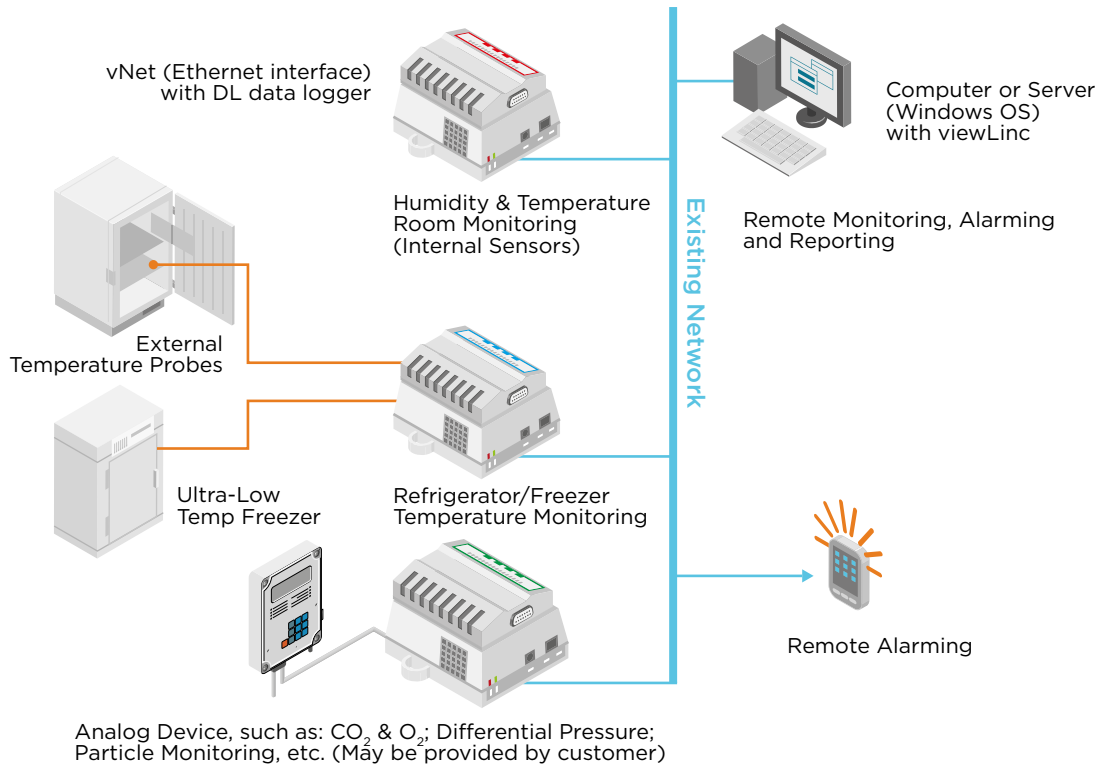 vNet (Ethernet interface)
with DL data logger
Computer or Server
(Windows OS)
with viewLinc
Humidity & Temperature
Room Monitoring
(Internal Sensors)
Existing Network
Remote Monitoring, Alarming
and Reporting
External
Temperature Probes
Ultra-Low
Temp Freezer
Refrigerator/Freezer
Temperature Monitoring
Remote Alarming
Analog Device, such as: CO₂ & O₂; Differential Pressure;
Particle Monitoring, etc. (May be provided by customer)